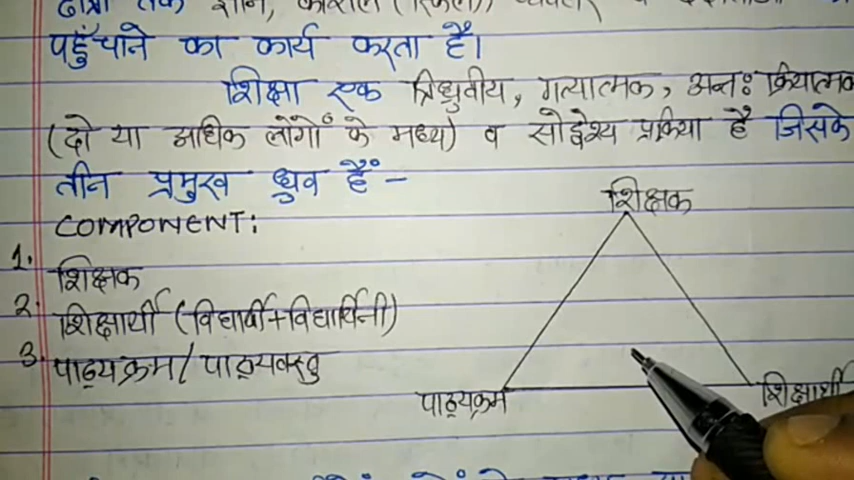 पहुँचाने का कार्य करता है।
शिक्षा एक त्रिध्रुवीय, गत्यात्मक, अन्तः क्रियात्मक
(दो या अधिक लोगों के मध्य) व सोद्देश्य प्रक्रिया है जिसके
तीन प्रमुख ध्रुव हैं -
COMPONENT:
1. शिक्षक
2. शिक्षार्थी (विद्यार्थी+विद्यार्थिनी)
3. पाठ्यक्रम/पाठ्यवस्तु
शिक्षक
पाठ्यक्रम
शिक्षार्थी